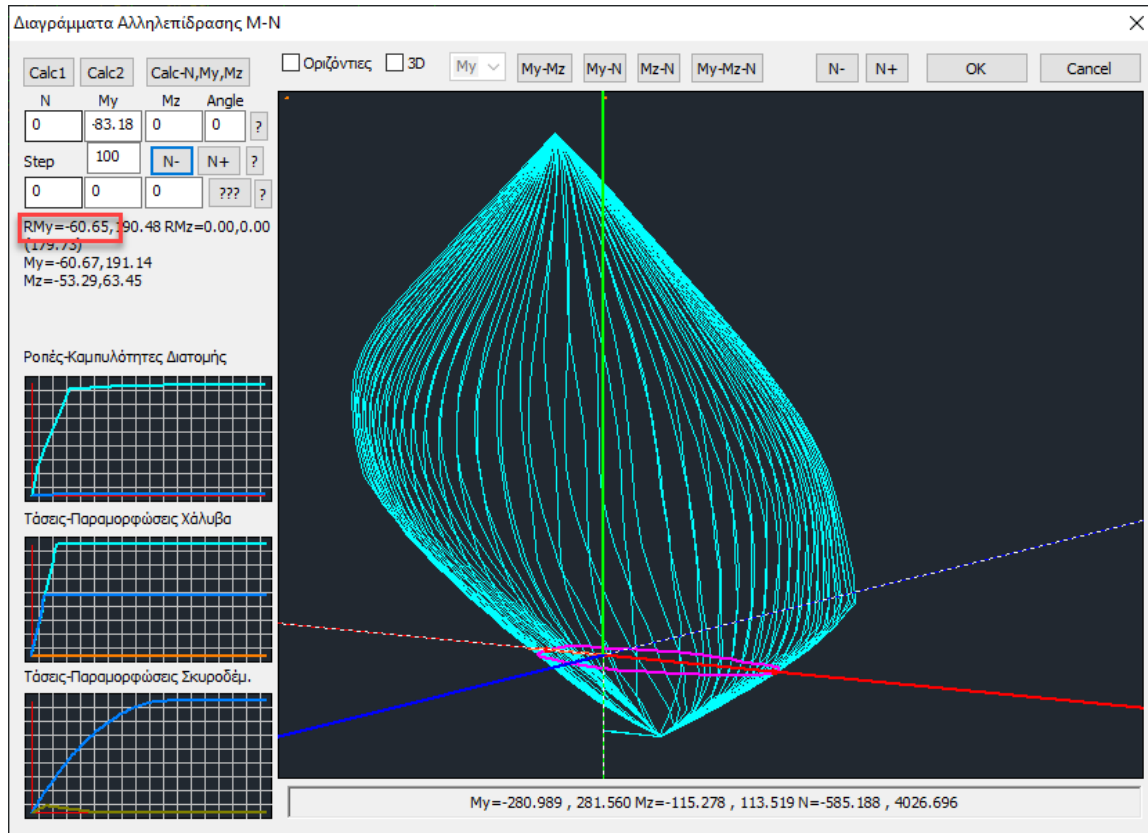 Διαγράμματα Αλληλεπίδρασης M-N
Calc1 Calc2 Calc-N,My,Mz Οριζόντιες 3D My My-Mz My-N Mz-N My-Mz-N N- N+ OK Cancel
N My Mz Angle
0 -83.18 0 0 ?
Step 100 N- N+ ?
0 0 0 ??? ?
RMy=-60.65,190.48 RMz=0.00,0.00
(179.73)
My=-60.67,191.14
Mz=-53.29,63.45
Ροπές-Καμπυλότητες Διατομής
Τάσεις-Παραμορφώσεις Χάλυβα
Τάσεις-Παραμορφώσεις Σκυροδέμ.
My=-280.989 , 281.560 Mz=-115.278 , 113.519 N=-585.188 , 4026.696